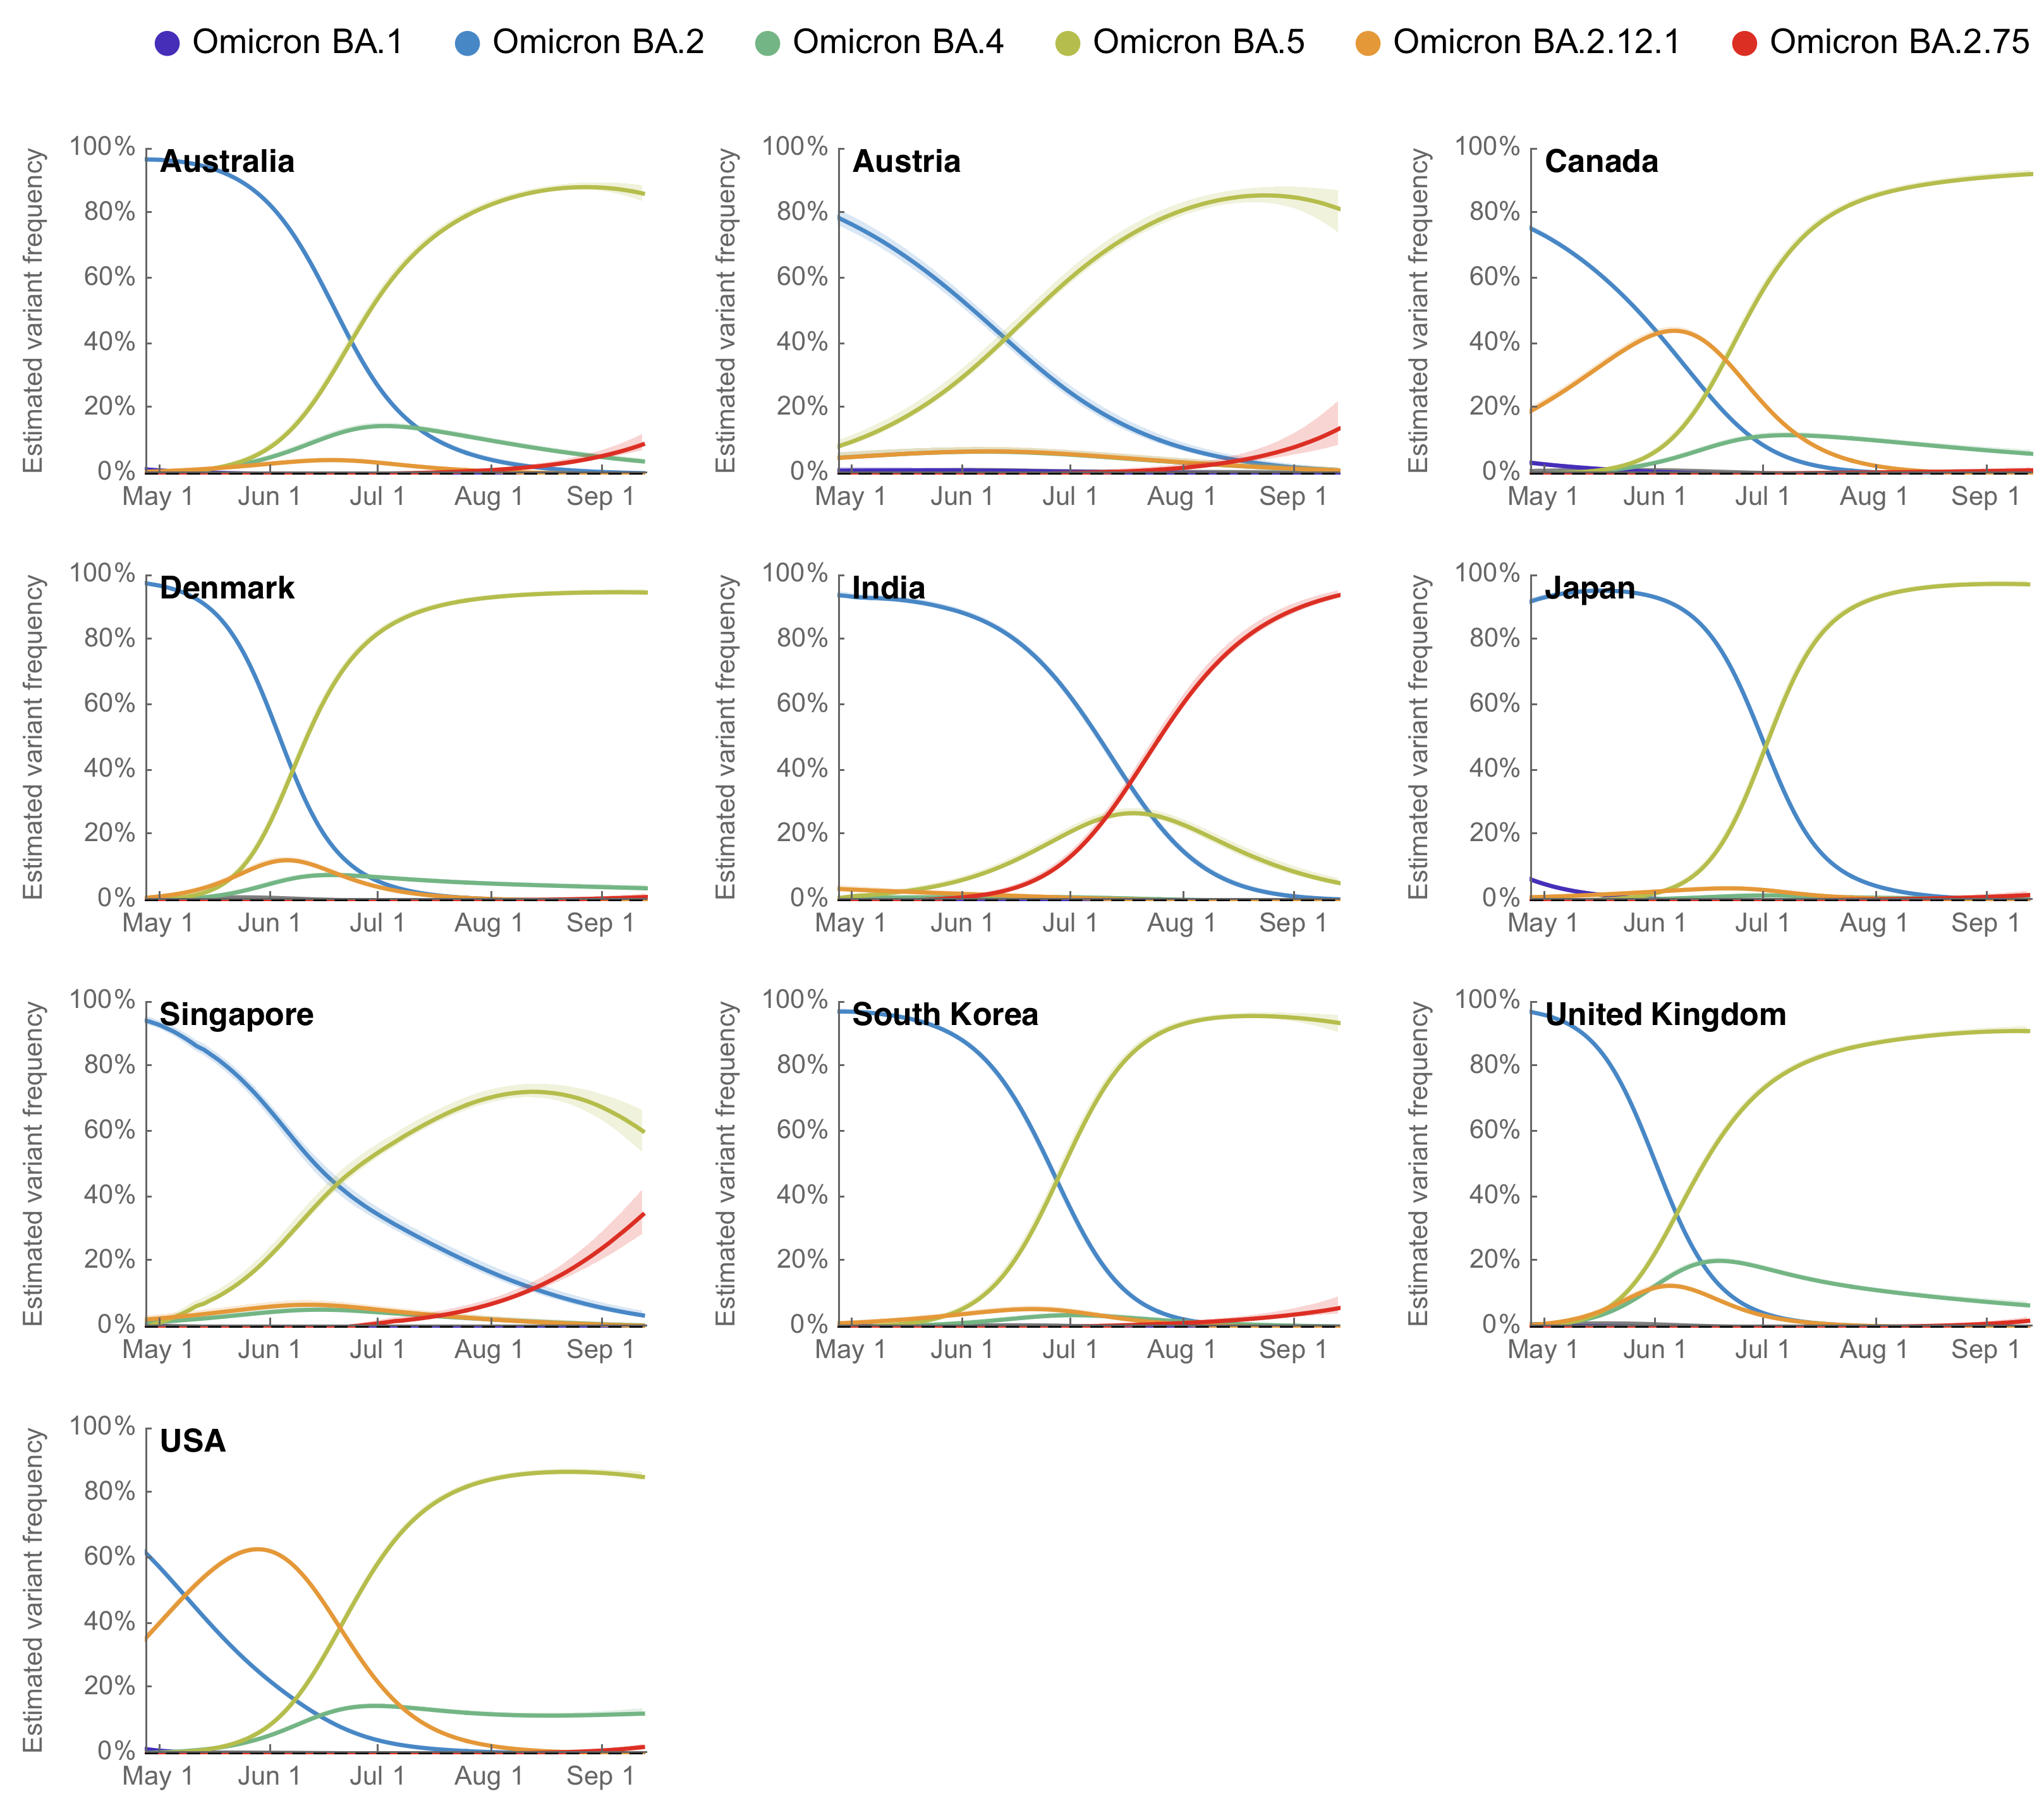 Omicron BA.1 Omicron BA.2 Omicron BA.4 Omicron BA.5 Omicron BA.2.12.1 Omicron BA.2.75
Australia
Estimated variant frequency
100%
80%
60%
40%
20%
0%
May 1 Jun 1 Jul 1 Aug 1 Sep 1
Austria
Estimated variant frequency
100%
80%
60%
40%
20%
0%
May 1 Jun 1 Jul 1 Aug 1 Sep 1
Canada
Estimated variant frequency
100%
80%
60%
40%
20%
0%
May 1 Jun 1 Jul 1 Aug 1 Sep 1
Denmark
Estimated variant frequency
100%
80%
60%
40%
20%
0%
May 1 Jun 1 Jul 1 Aug 1 Sep 1
India
Estimated variant frequency
100%
80%
60%
40%
20%
0%
May 1 Jun 1 Jul 1 Aug 1 Sep 1
Japan
Estimated variant frequency
100%
80%
60%
40%
20%
0%
May 1 Jun 1 Jul 1 Aug 1 Sep 1
Singapore
Estimated variant frequency
100%
80%
60%
40%
20%
0%
May 1 Jun 1 Jul 1 Aug 1 Sep 1
South Korea
Estimated variant frequency
100%
80%
60%
40%
20%
0%
May 1 Jun 1 Jul 1 Aug 1 Sep 1
United Kingdom
Estimated variant frequency
100%
80%
60%
40%
20%
0%
May 1 Jun 1 Jul 1 Aug 1 Sep 1
USA
Estimated variant frequency
100%
80%
60%
40%
20%
0%
May 1 Jun 1 Jul 1 Aug 1 Sep 1